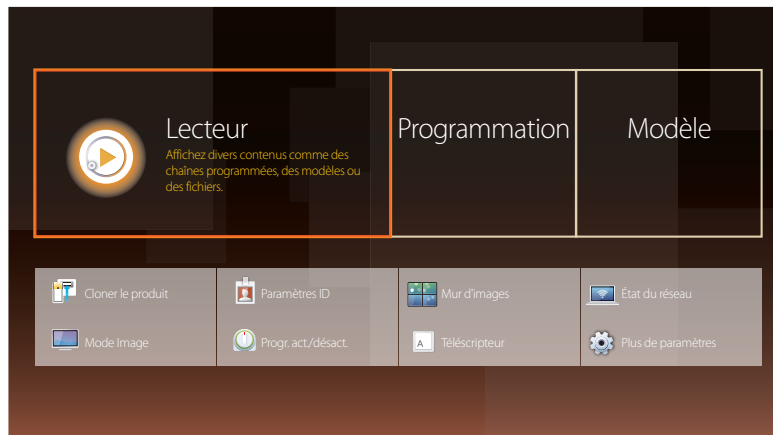 Lecteur
Affichez divers contenus comme des
chaînes programmées, des modèles ou
des fichiers.
Programmation
Modèle
Cloner le produit
Paramètres ID
Mur d'images
État du réseau
Mode Image
Progr. act./désact.
A
Téléscripteur
Plus de paramètres